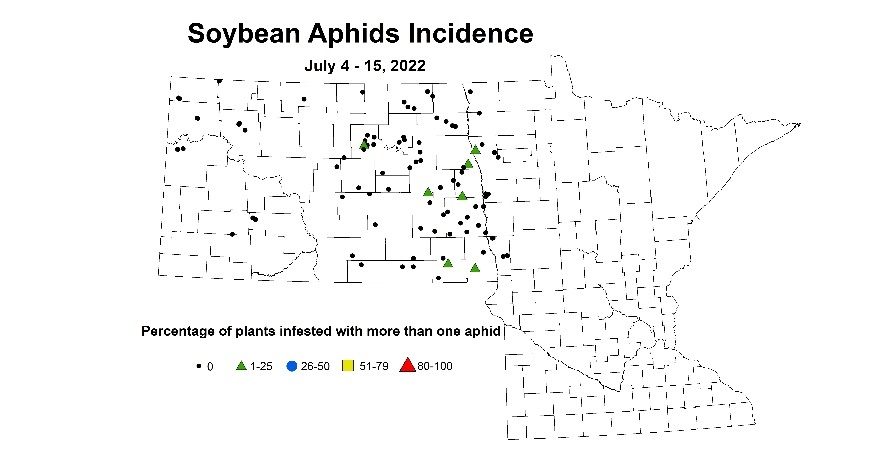 Soybean Aphids Incidence
July 4 - 15, 2022
Percentage of plants infested with more than one aphid
0 1-25 26-50 51-79 80-100